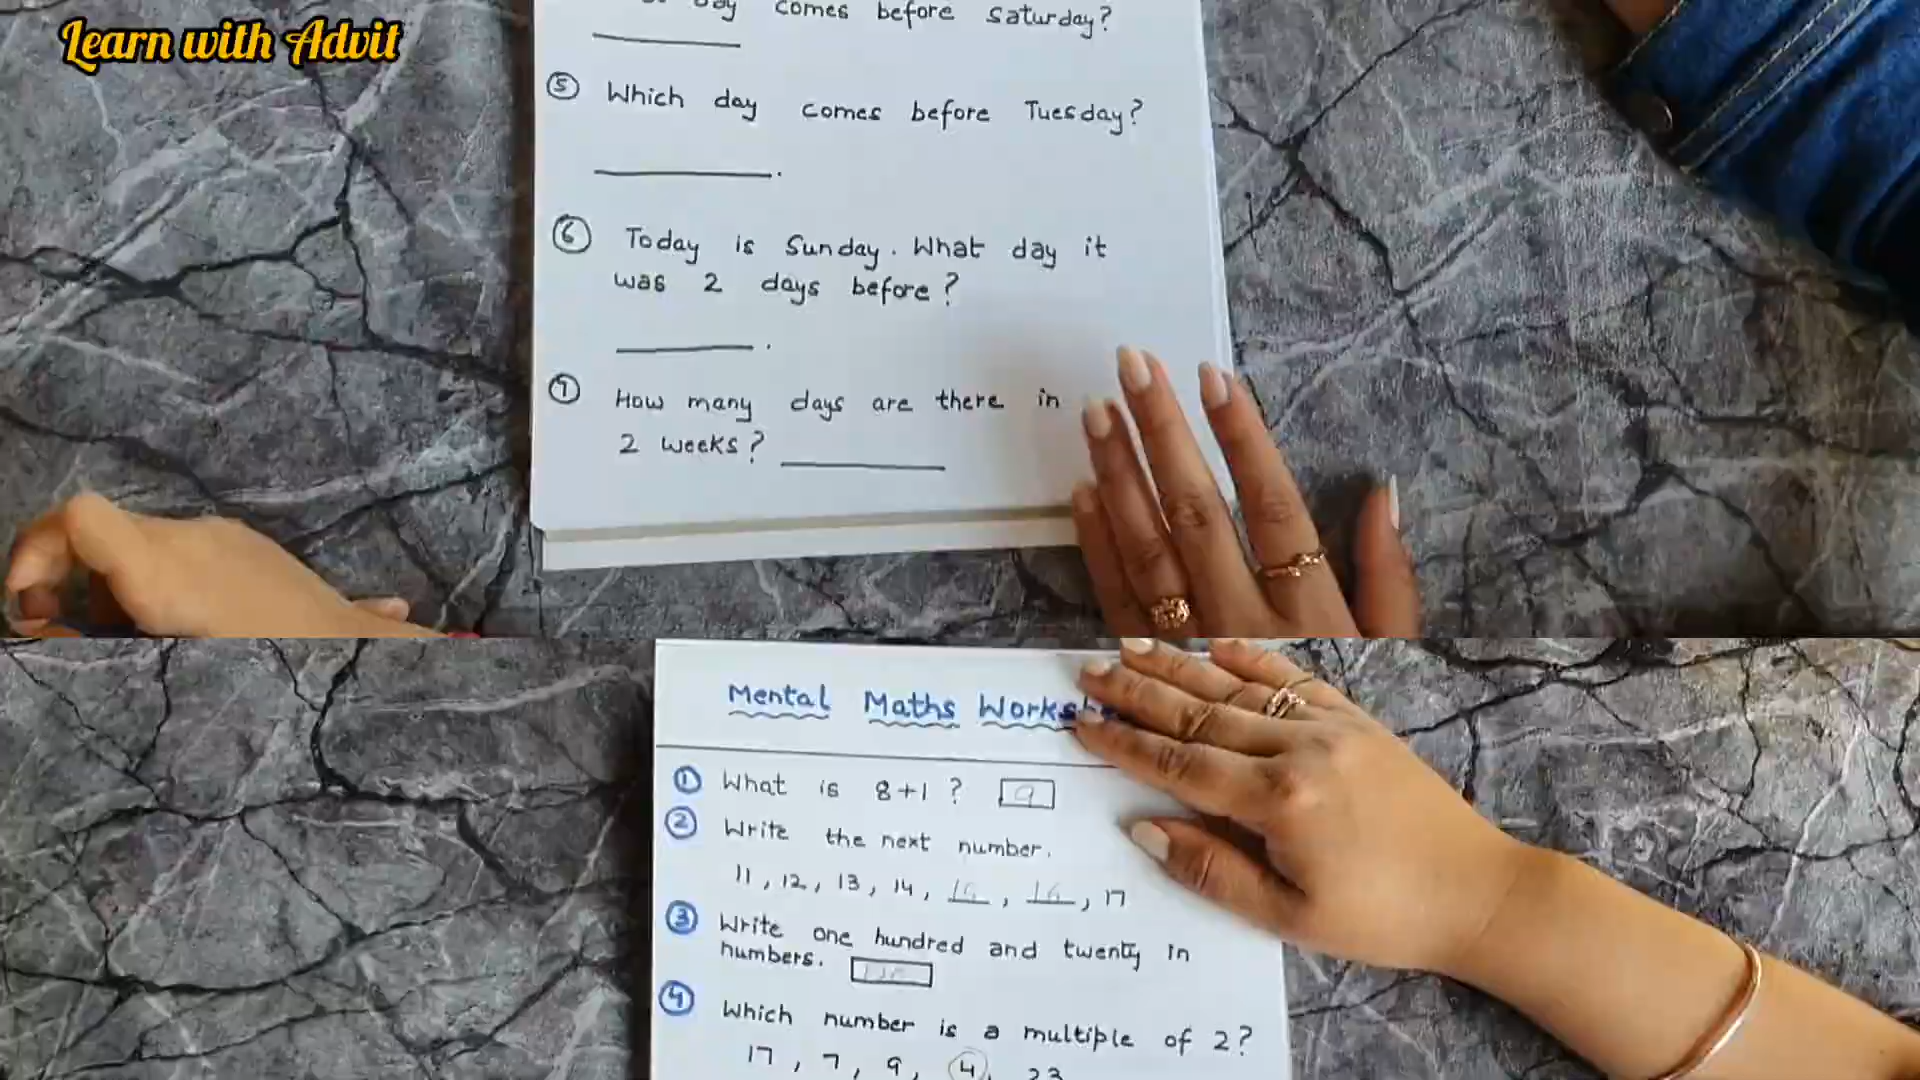 Learn with Advit
day comes before Saturday?
5 Which day comes before Tuesday?
6 Today is Sunday. What day it
was 2 days before?
7 How many days are there in
2 weeks?
Mental Maths
1 What is 8+1 ? 9
2 Write the next number.
11, 12, 13, 14, 16, 17
3 Write one hundred and twenty in
numbers.
4 Which number is a multiple of 2?
17, 7, 9, 4, 23